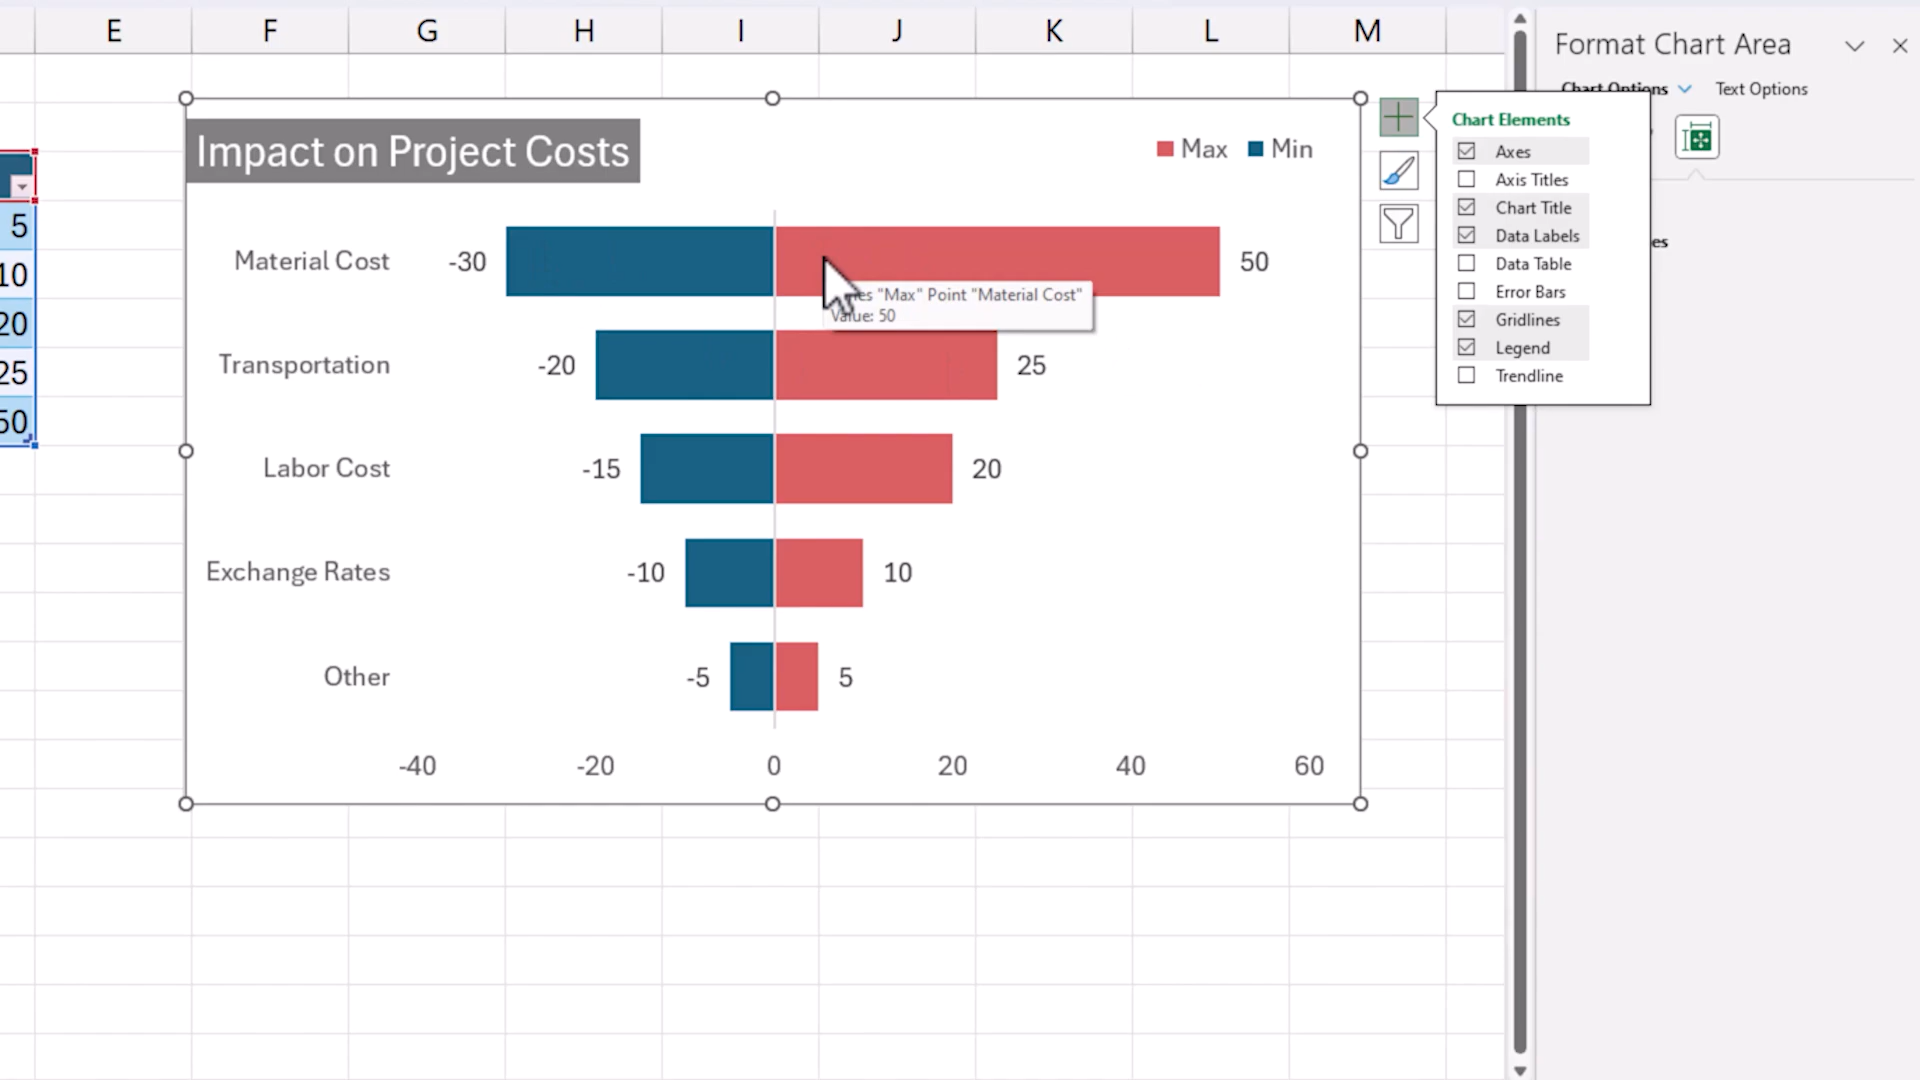 E F G H I J K L M
Format Chart Area
Chart Options Text Options
Chart Elements
Axes
Axis Titles
Chart Title
Data Labels
Data Table
Error Bars
Gridlines
Legend
Trendline
5
10
20
25
50
Impact on Project Costs
Max Min
Material Cost -30 50
"Max" Point "Material Cost"
Value: 50
Transportation -20 25
Labor Cost -15 20
Exchange Rates -10 10
Other -5 5
-40 -20 0 20 40 60